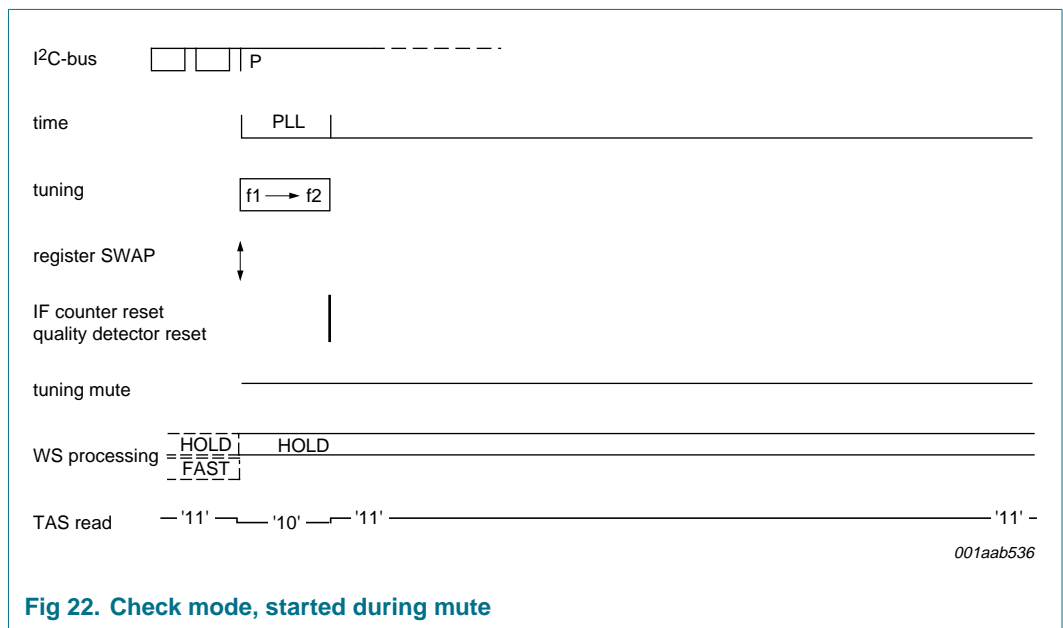 I2C-bus P
time PLL
tuning f1 → f2
register SWAP
IF counter reset
quality detector reset
tuning mute
WS processing HOLD HOLD
FAST
TAS read '11' '10' '11' '11'
001aab536
Fig 22. Check mode, started during mute